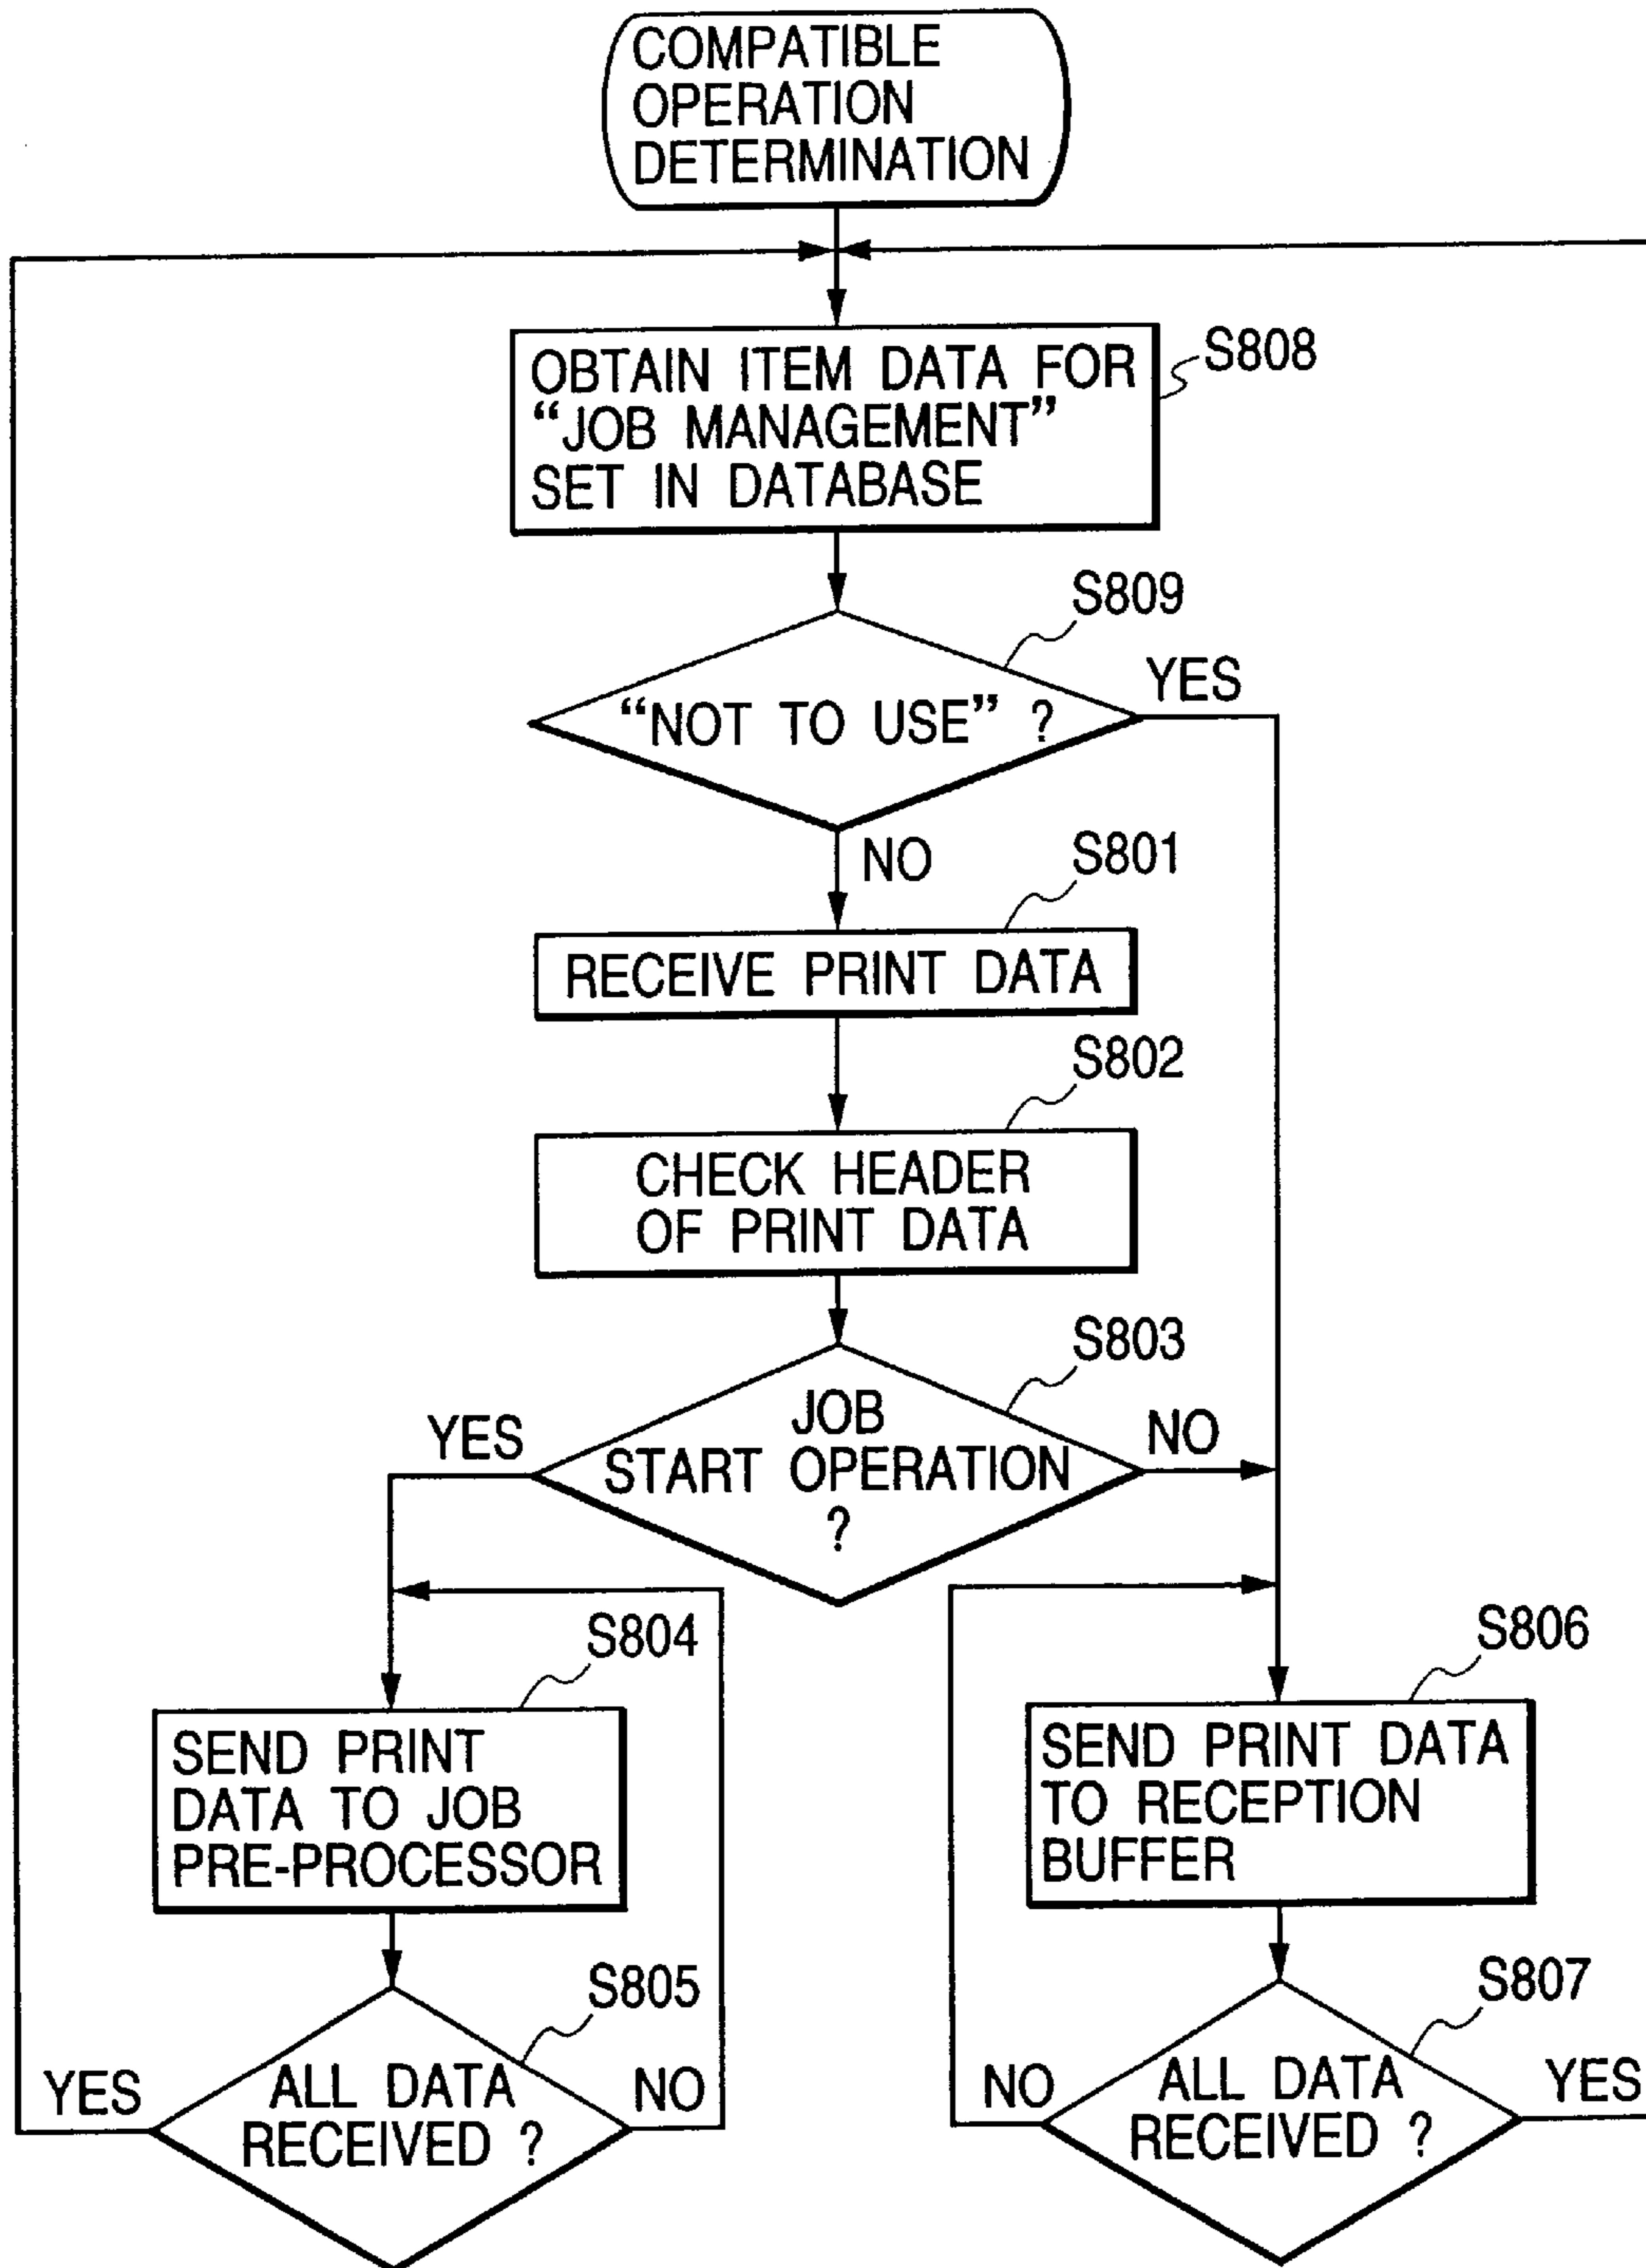 COMPATIBLE
OPERATION
DETERMINATION
OBTAIN ITEM DATA FOR
“JOB MANAGEMENT”
SET IN DATABASE
S808
S809
“NOT TO USE” ?
YES
NO
S801
RECEIVE PRINT DATA
S802
CHECK HEADER
OF PRINT DATA
S803
JOB
START OPERATION
?
YES
NO
S804
SEND PRINT
DATA TO JOB
PRE-PROCESSOR
S806
SEND PRINT DATA
TO RECEPTION
BUFFER
S805
ALL DATA
RECEIVED ?
YES
NO
S807
ALL DATA
RECEIVED ?
NO
YES